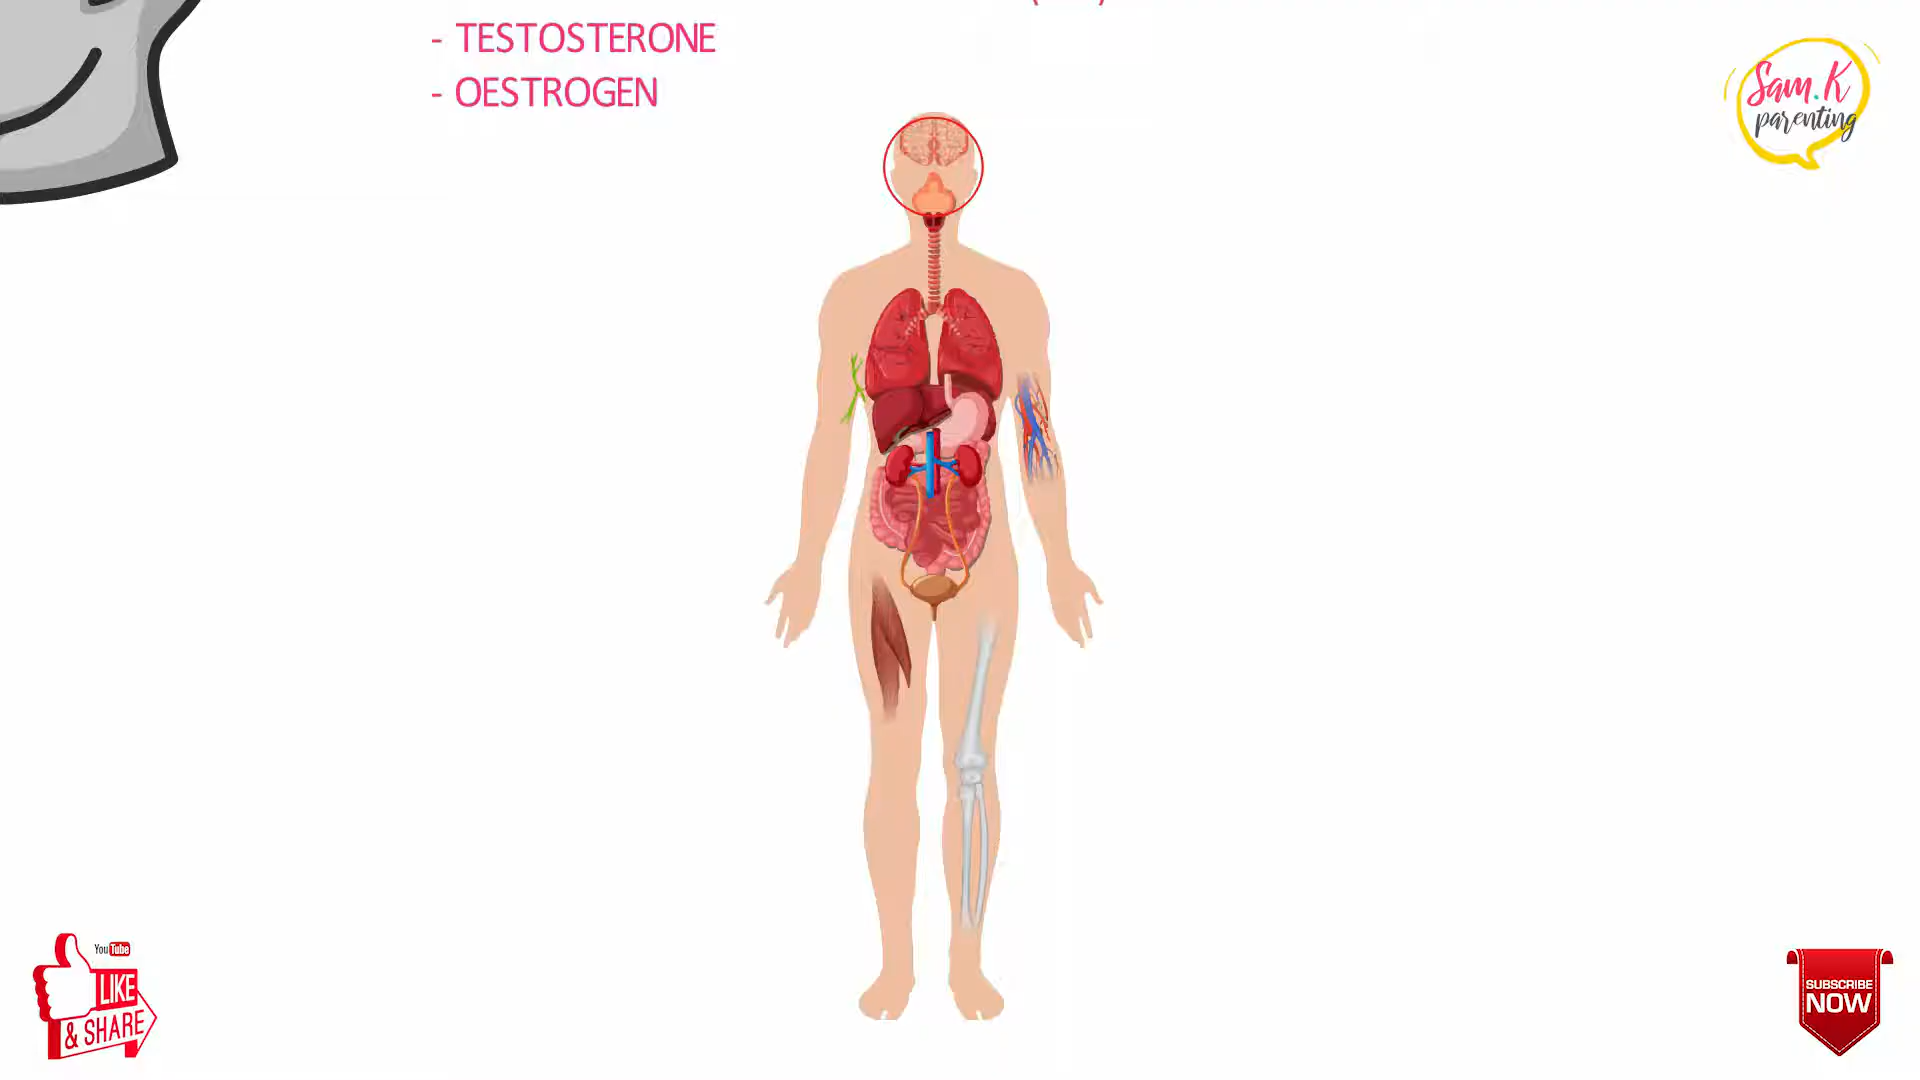 - TESTOSTERONE
- OESTROGEN
Sam.K
parenting
YouTube
LIKE
& SHARE
SUBSCRIBE
NOW